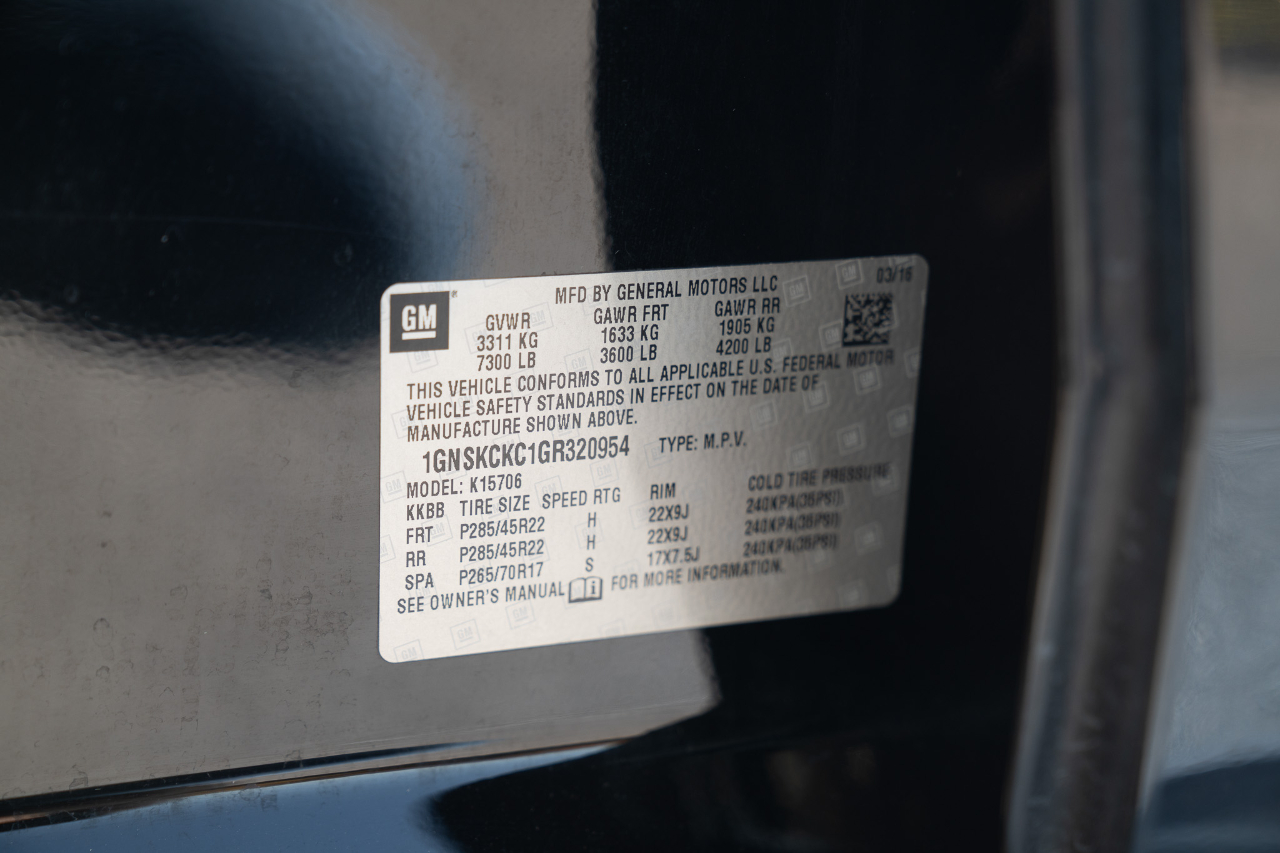 GM
MFD BY GENERAL MOTORS LLC 03/16
GVWR GAWR FRT GAWR RR
3311 KG 1633 KG 1905 KG
7300 LB 3600 LB 4200 LB
THIS VEHICLE CONFORMS TO ALL APPLICABLE U.S. FEDERAL MOTOR
VEHICLE SAFETY STANDARDS IN EFFECT ON THE DATE OF
MANUFACTURE SHOWN ABOVE.
1GNSKCKC1GR320954 TYPE: M.P.V.
MODEL: K15706
KKBB TIRE SIZE SPEED RTG RIM COLD TIRE PRESSURE
FRT P285/45R22 H 22X9J 240KPA(35PSI)
RR P285/45R22 H 22X9J 240KPA(35PSI)
SPA P265/70R17 S 17X7.5J 240KPA(35PSI)
SEE OWNER'S MANUAL FOR MORE INFORMATION.